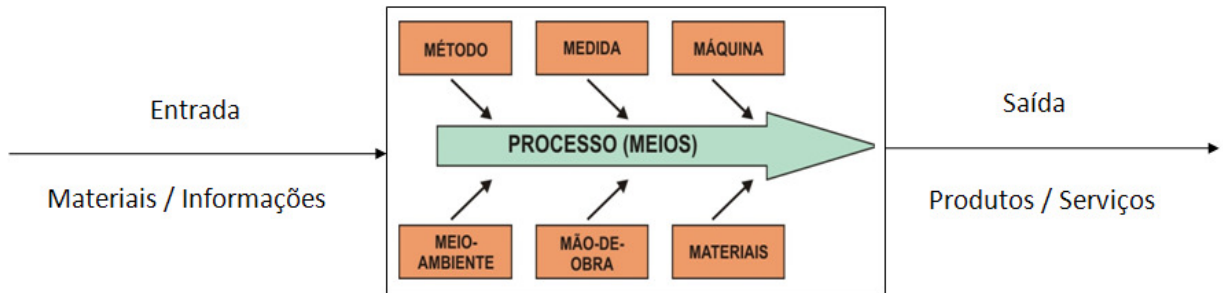 MÉTODO
MEDIDA
MÁQUINA
Entrada
Saída
PROCESSO (MEIOS)
Materiais / Informações
Produtos / Serviços
MEIO-
AMBIENTE
MÃO-DE-
OBRA
MATERIAIS